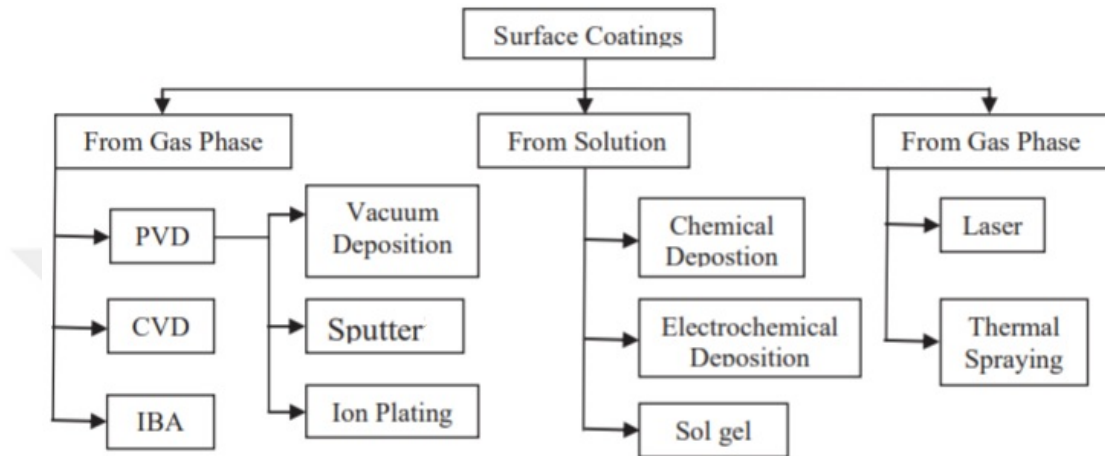 Surface Coatings
From Gas Phase
From Solution
From Gas Phase
PVD
CVD
IBA
Vacuum
Deposition
Sputter
Ion Plating
Chemical
Depostion
Electrochemical
Deposition
Sol gel
Laser
Thermal
Spraying